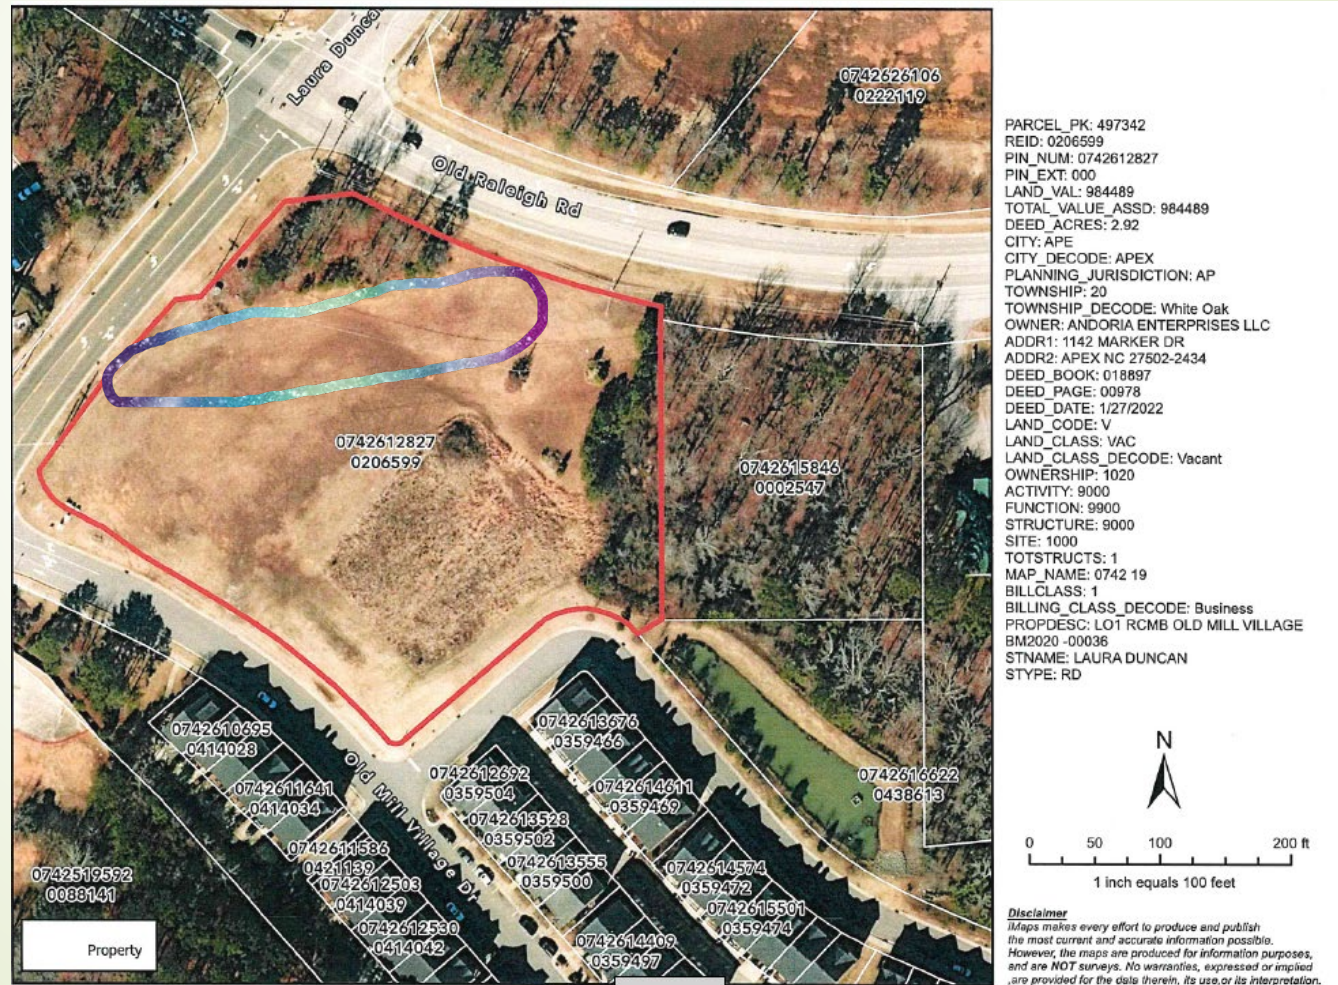 Laura Duncan
Old Raleigh Rd
0742626106
0222119
0742612827
0206599
0742615846
0002547
0742610695
0414028
0742611641
0414034
0742611586
0421139
0742612503
0414039
0742612530
0414042
Old Mill Village Dr
0742612692
0359504
0742613528
0359502
0742613555
0359500
0742613676
0359466
0742614611
0359469
0742614574
0359472
0742615501
0359474
0742614409
0359497
0742616622
0438613
0742519592
0088141
Property
PARCEL_PK: 497342
REID: 0206599
PIN_NUM: 0742612827
PIN_EXT: 000
LAND_VAL: 984489
TOTAL_VALUE_ASSD: 984489
DEED_ACRES: 2.92
CITY: APE
CITY_DECODE: APEX
PLANNING_JURISDICTION: AP
TOWNSHIP: 20
TOWNSHIP_DECODE: White Oak
OWNER: ANDORIA ENTERPRISES LLC
ADDR1: 1142 MARKER DR
ADDR2: APEX NC 27502-2434
DEED_BOOK: 018897
DEED_PAGE: 00978
DEED_DATE: 1/27/2022
LAND_CODE: V
LAND_CLASS: VAC
LAND_CLASS_DECODE: Vacant
OWNERSHIP: 1020
ACTIVITY: 9000
FUNCTION: 9900
STRUCTURE: 9000
SITE: 1000
TOTSTRUCTS: 1
MAP_NAME: 0742 19
BILLCLASS: 1
BILLING_CLASS_DECODE: Business
PROPDESC: LO1 RCMB OLD MILL VILLAGE
BM2020 -00036
STNAME: LAURA DUNCAN
STYPE: RD
N
0 50 100 200 ft
1 inch equals 100 feet
Disclaimer
iMaps makes every effort to produce and publish
the most current and accurate information possible.
However, the maps are produced for information purposes,
and are NOT surveys. No warranties, expressed or implied
,are provided for the data therein, its use,or its interpretation.